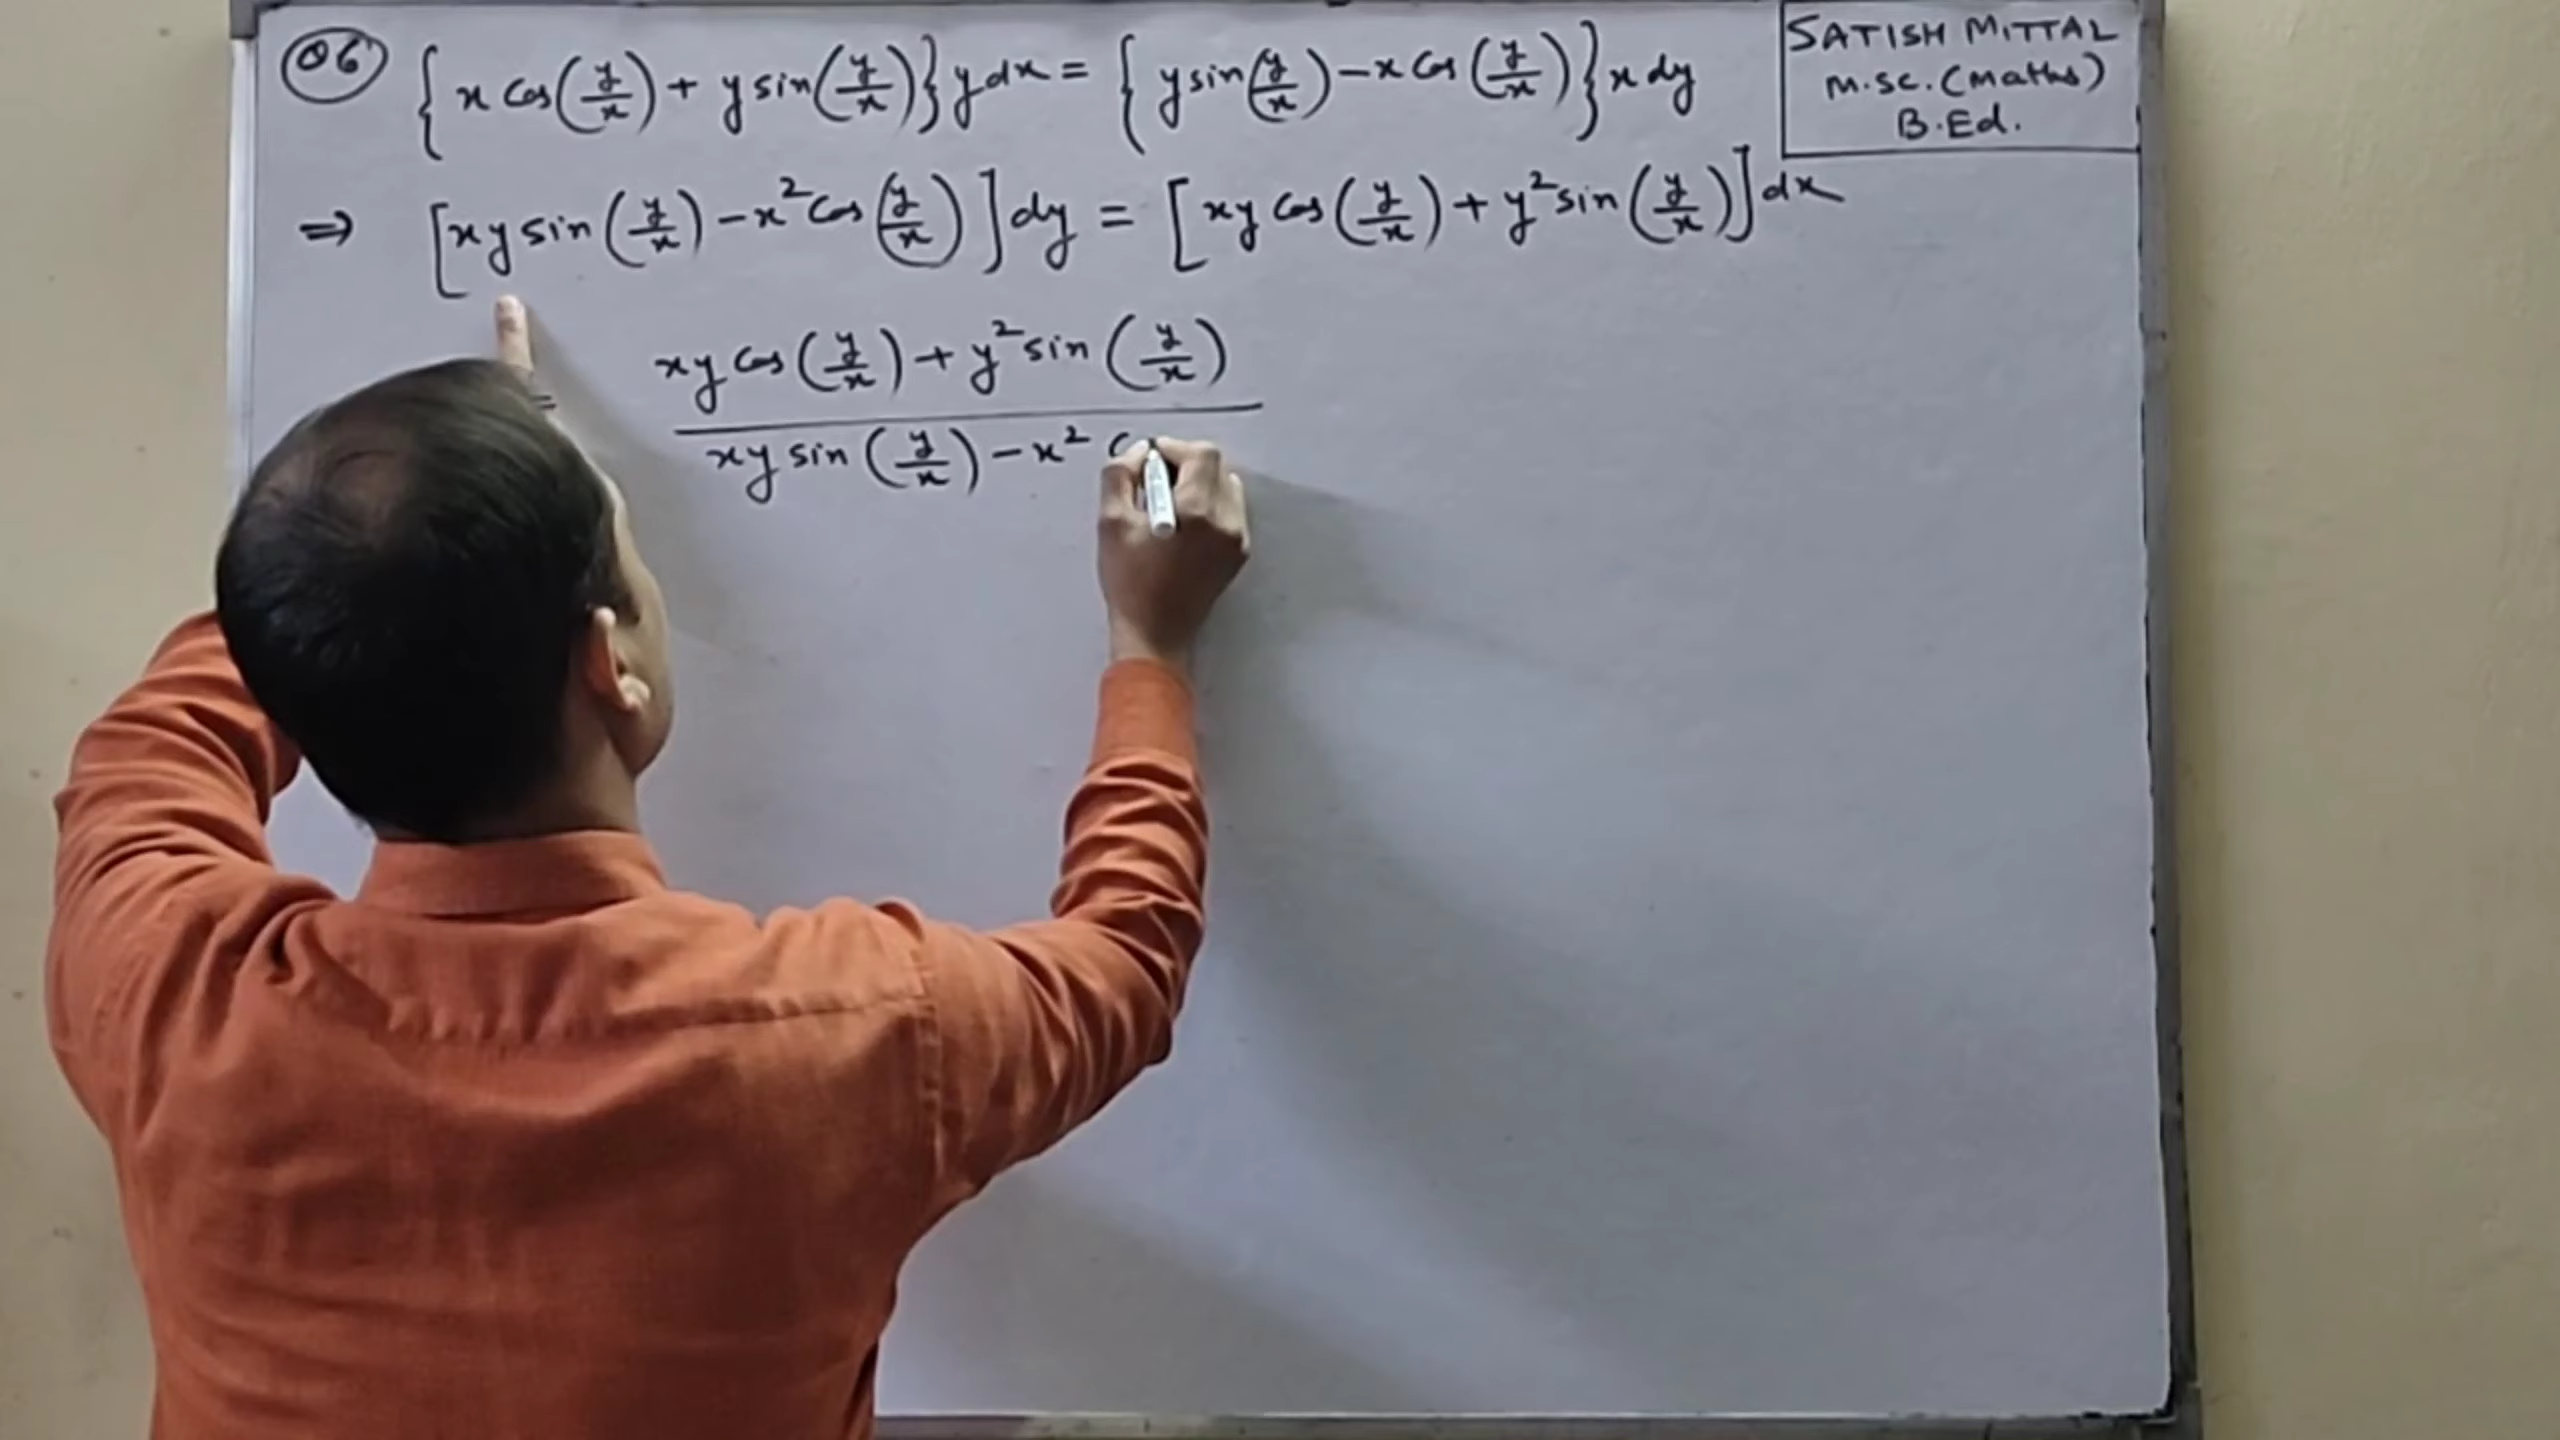 Q6 {x cos(y/x) + y sin(y/x)} y dx = {y sin(y/x) - x cos(y/x)} x dy
SATISH MITTAL
M.Sc. (Maths)
B.Ed.
⇒ [xy sin(y/x) - x² cos(y/x)] dy = [xy cos(y/x) + y² sin(y/x)] dx
= xy cos(y/x) + y² sin(y/x)
xy sin(y/x) - x²